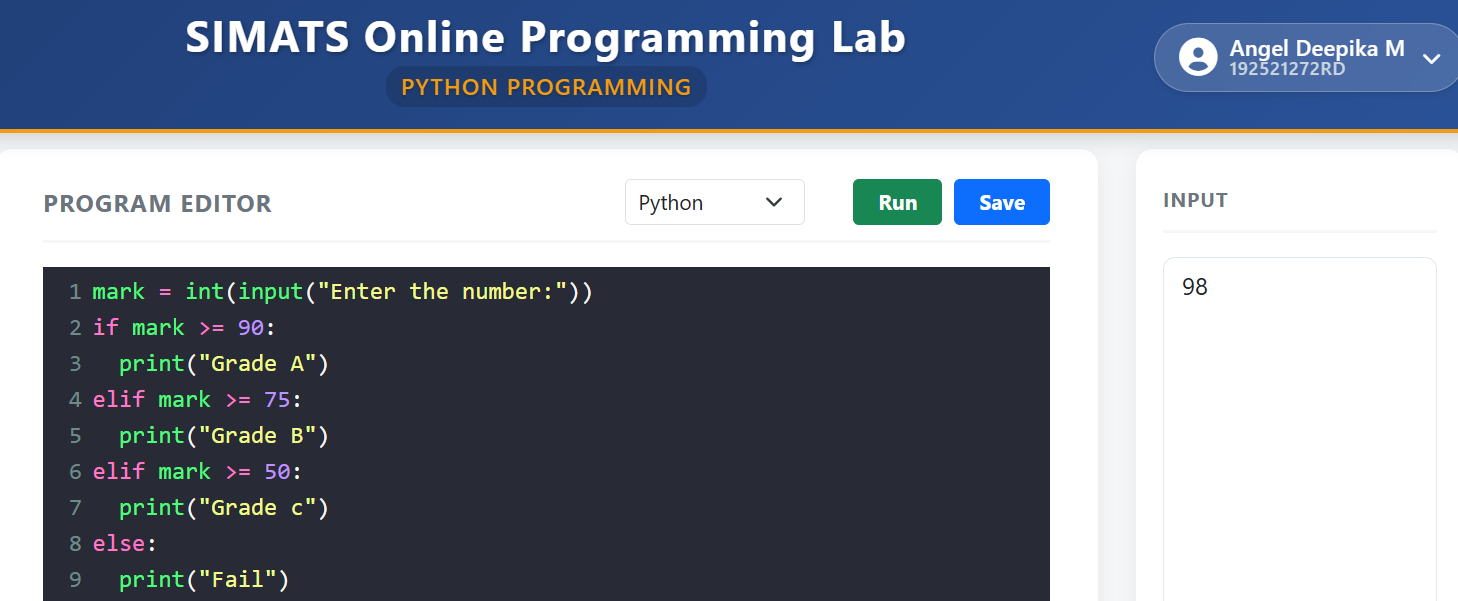 SIMATS Online Programming Lab
PYTHON PROGRAMMING
Angel Deepika M
192521272RD
PROGRAM EDITOR
Python
Run
Save
INPUT
1 mark = int(input("Enter the number:"))
2 if mark >= 90:
3   print("Grade A")
4 elif mark >= 75:
5   print("Grade B")
6 elif mark >= 50:
7   print("Grade c")
8 else:
9   print("Fail")
98